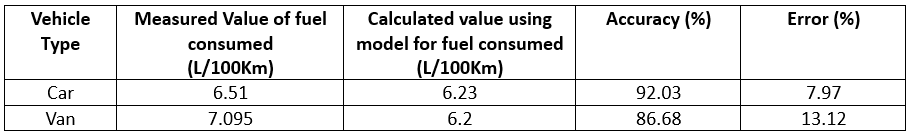 Vehicle Type Measured Value of fuel consumed (L/100Km) Calculated value using model for fuel consumed (L/100Km) Accuracy (%) Error (%)
Car 6.51 6.23 92.03 7.97
Van 7.095 6.2 86.68 13.12